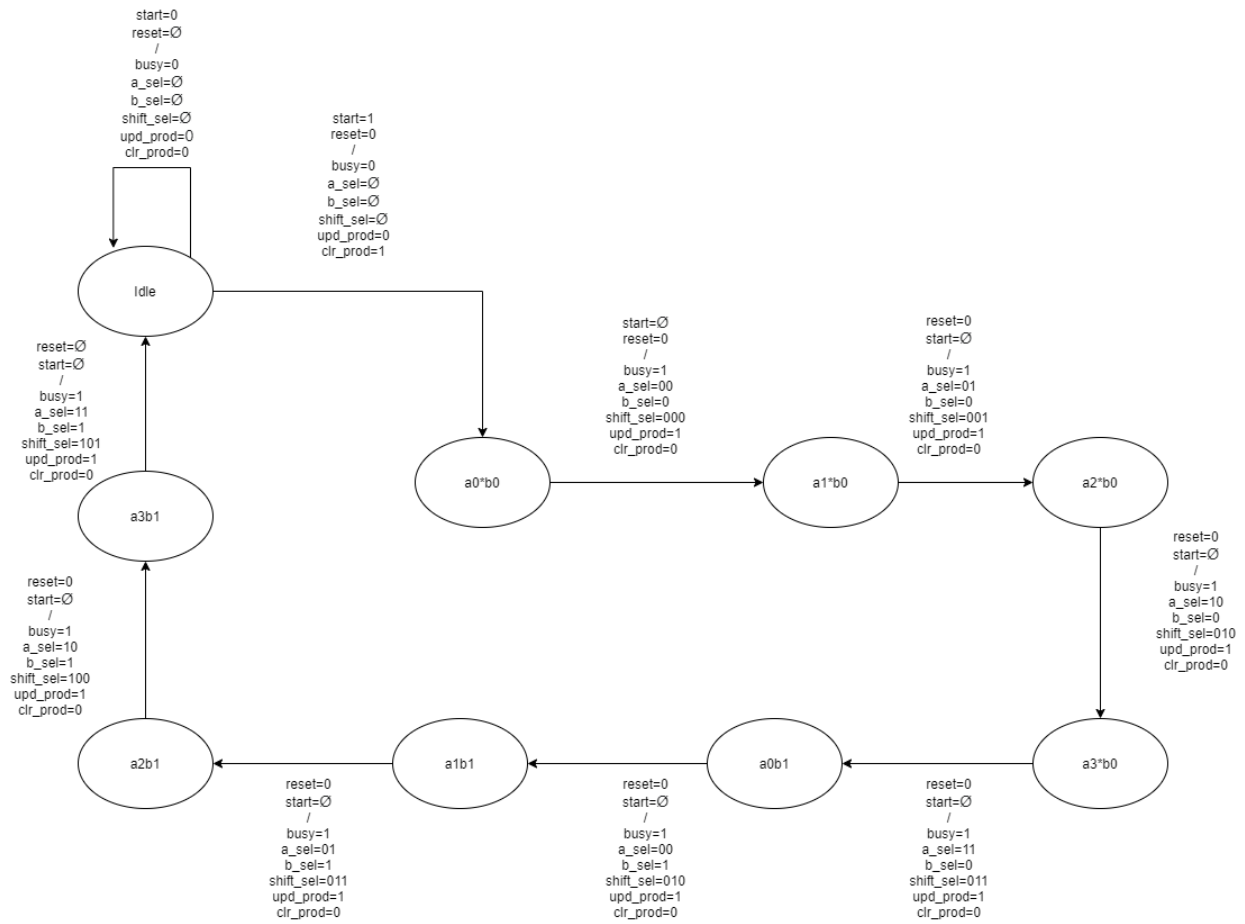 start=0
reset=∅
/
busy=0
a_sel=∅
b_sel=∅
shift_sel=∅
upd_prod=0
clr_prod=0
start=1
reset=0
/
busy=0
a_sel=∅
b_sel=∅
shift_sel=∅
upd_prod=0
clr_prod=1
Idle
start=∅
reset=0
/
busy=1
a_sel=00
b_sel=0
shift_sel=000
upd_prod=1
clr_prod=0
reset=0
start=∅
/
busy=1
a_sel=01
b_sel=0
shift_sel=001
upd_prod=1
clr_prod=0
reset=∅
start=∅
/
busy=1
a_sel=11
b_sel=1
shift_sel=101
upd_prod=1
clr_prod=0
a0*b0
a1*b0
a2*b0
a3b1
reset=0
start=∅
/
busy=1
a_sel=10
b_sel=0
shift_sel=010
upd_prod=1
clr_prod=0
reset=0
start=∅
/
busy=1
a_sel=10
b_sel=1
shift_sel=100
upd_prod=1
clr_prod=0
a2b1
a1b1
a0b1
a3*b0
reset=0
start=∅
/
busy=1
a_sel=01
b_sel=1
shift_sel=011
upd_prod=1
clr_prod=0
reset=0
start=∅
/
busy=1
a_sel=00
b_sel=1
shift_sel=010
upd_prod=1
clr_prod=0
reset=0
start=∅
/
busy=1
a_sel=11
b_sel=0
shift_sel=011
upd_prod=1
clr_prod=0